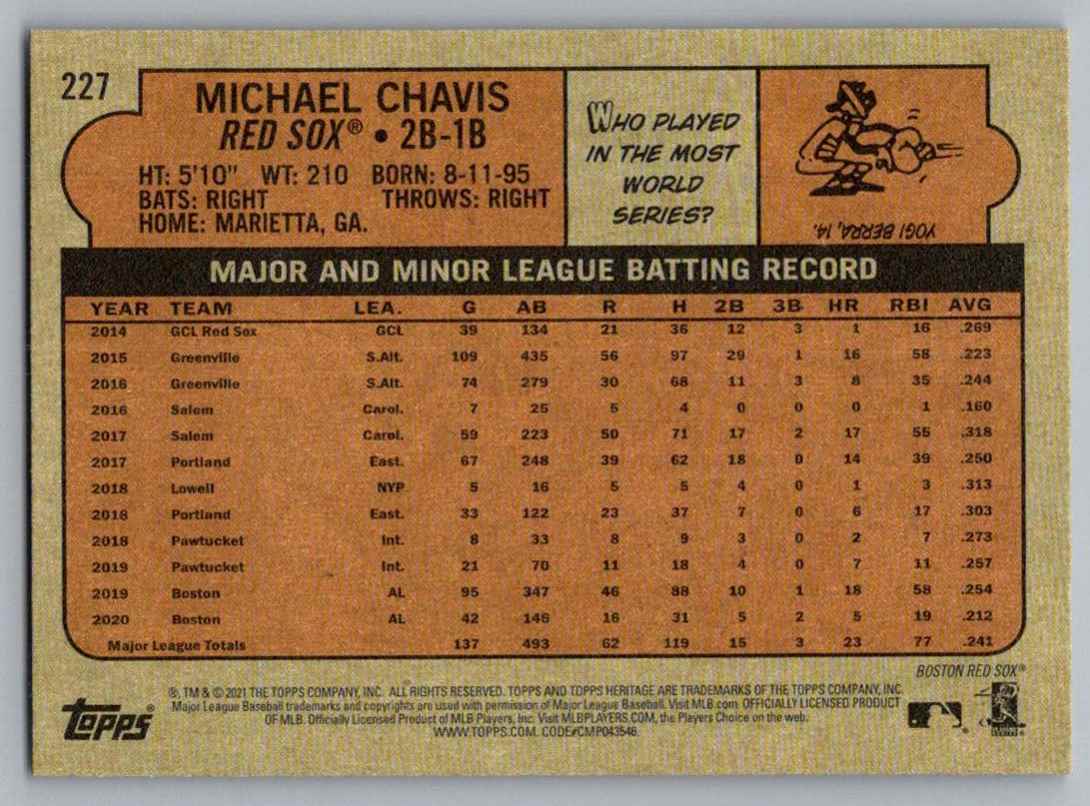 227
MICHAEL CHAVIS
RED SOX® • 2B-1B
HT: 5'10" WT: 210 BORN: 8-11-95
BATS: RIGHT THROWS: RIGHT
HOME: MARIETTA, GA.
WHO PLAYED
IN THE MOST
WORLD
SERIES?
YOGI BERRA, 14.
MAJOR AND MINOR LEAGUE BATTING RECORD
YEAR TEAM LEA. G AB R H 2B 3B HR RBI AVG
2014 GCL Red Sox GCL 39 134 21 36 12 3 1 16 .269
2015 Greenville S.Atl. 109 435 56 97 29 1 16 58 .223
2016 Greenville S.Atl. 74 279 30 68 11 3 8 35 .244
2016 Salem Carol. 7 25 5 4 0 0 0 1 .160
2017 Salem Carol. 59 223 50 71 17 2 17 55 .318
2017 Portland East. 67 248 39 62 18 0 14 39 .250
2018 Lowell NYP 5 16 5 5 4 0 1 3 .313
2018 Portland East. 33 122 23 37 7 0 6 17 .303
2018 Pawtucket Int. 8 33 8 9 3 0 2 7 .273
2019 Pawtucket Int. 21 70 11 18 4 0 7 11 .257
2019 Boston AL 95 347 46 88 10 1 18 58 .254
2020 Boston AL 42 146 16 31 5 2 5 19 .212
Major League Totals 137 493 62 119 15 3 23 77 .241
BOSTON RED SOX®
®, TM & © 2021 THE TOPPS COMPANY, INC. ALL RIGHTS RESERVED. TOPPS AND TOPPS HERITAGE ARE TRADEMARKS OF THE TOPPS COMPANY, INC.
Major League Baseball trademarks and copyrights are used with permission of Major League Baseball. Visit MLB.com. OFFICIALLY LICENSED PRODUCT
OF MLB. Officially Licensed Product of MLB Players, Inc. Visit MLBPLAYERS.COM, the Players Choice on the web.
WWW.TOPPS.COM. CODE#CMP043546.
topps®